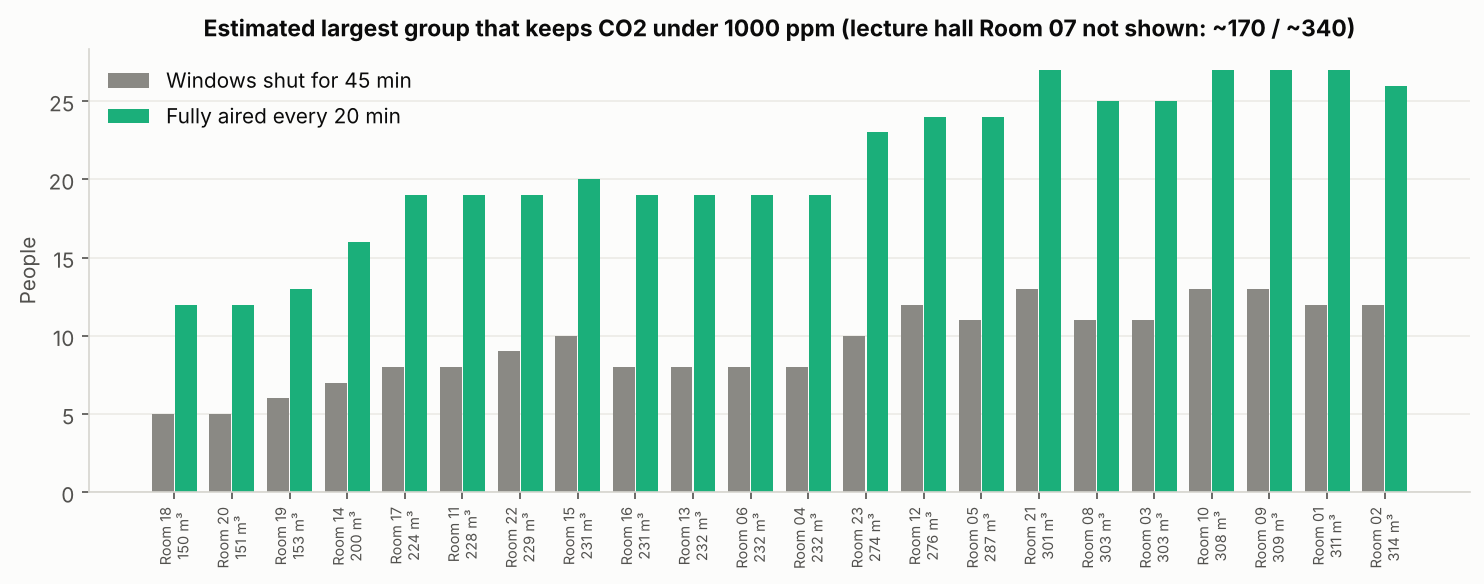 Estimated largest group that keeps CO2 under 1000 ppm (lecture hall Room 07 not shown: ~170 / ~340)
Windows shut for 45 min
Fully aired every 20 min
People
25
20
15
10
5
0
Room 18
150 m³
Room 20
151 m³
Room 19
153 m³
Room 14
200 m³
Room 17
224 m³
Room 11
228 m³
Room 22
229 m³
Room 15
231 m³
Room 16
231 m³
Room 13
232 m³
Room 06
232 m³
Room 04
232 m³
Room 23
274 m³
Room 12
276 m³
Room 05
287 m³
Room 21
301 m³
Room 08
303 m³
Room 03
303 m³
Room 10
308 m³
Room 09
309 m³
Room 01
311 m³
Room 02
314 m³